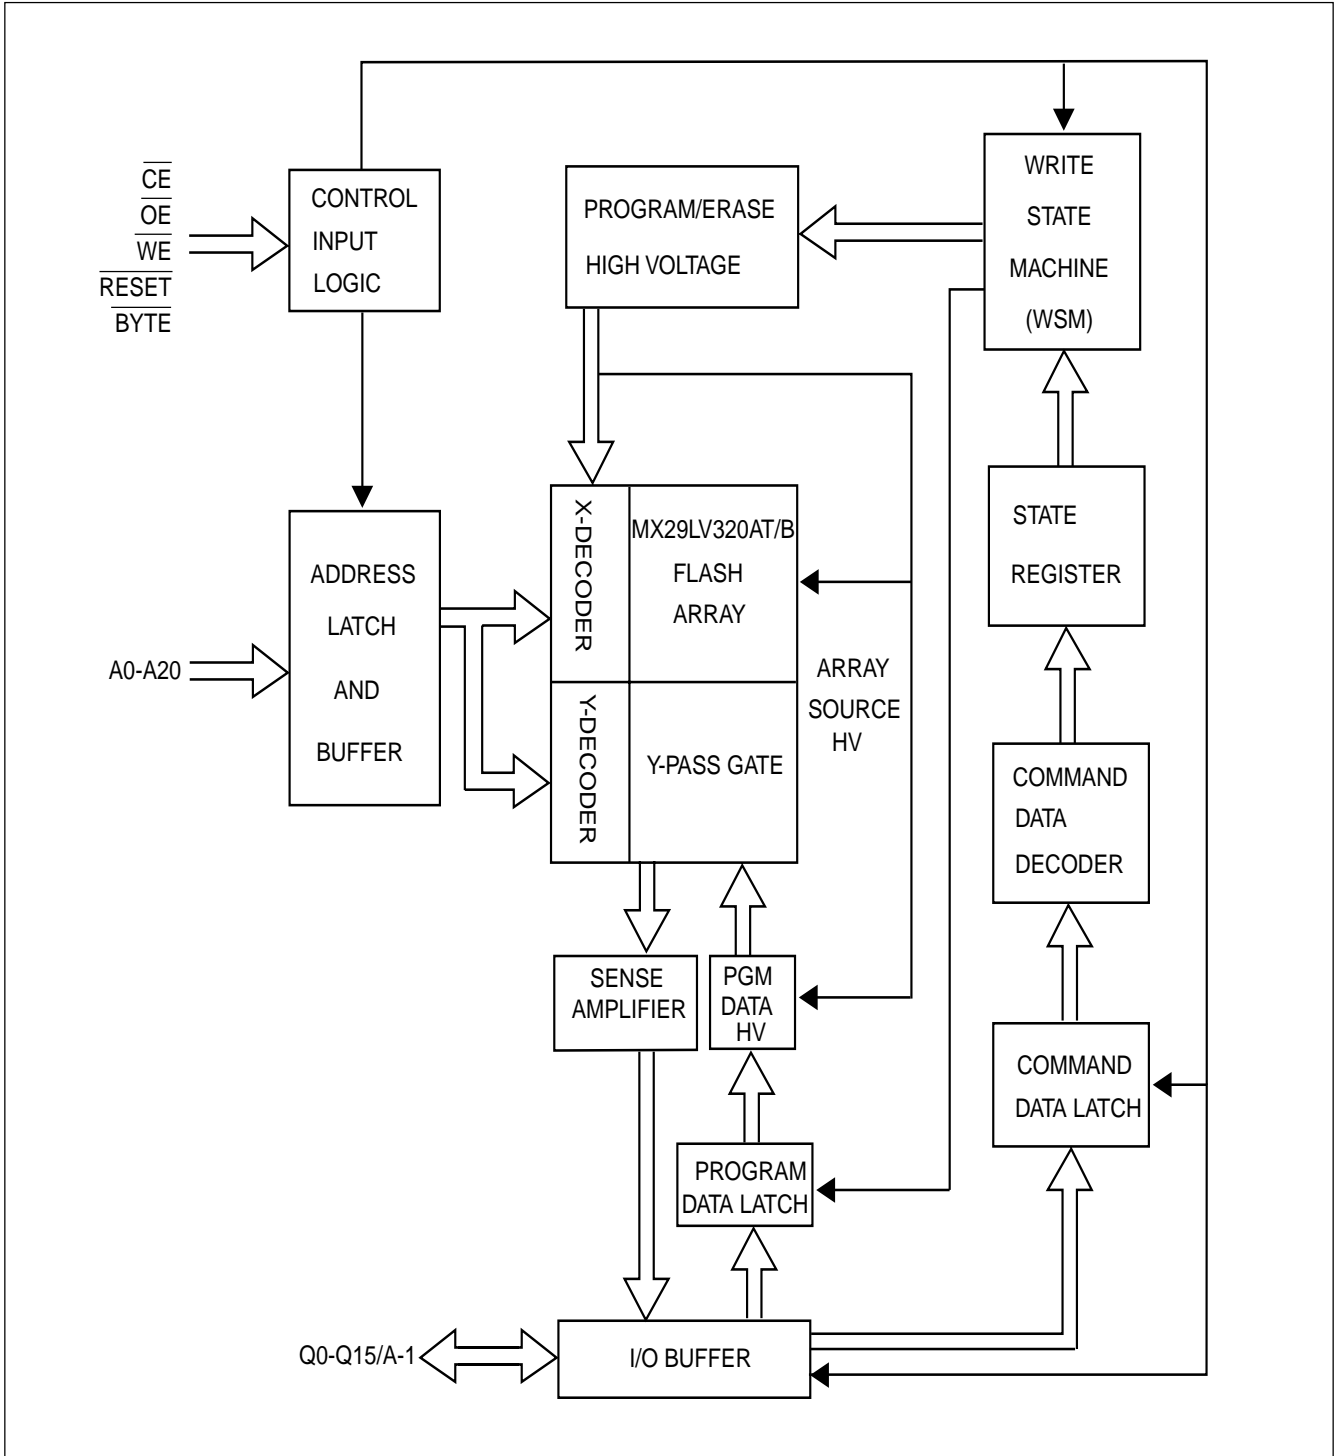 CE
OE
WE
RESET
BYTE
CONTROL
INPUT
LOGIC
PROGRAM/ERASE
HIGH VOLTAGE
WRITE
STATE
MACHINE
(WSM)
STATE
REGISTER
A0-A20
ADDRESS
LATCH
AND
BUFFER
X-DECODER
MX29LV320AT/B
FLASH
ARRAY
ARRAY
SOURCE
HV
Y-DECODER
Y-PASS GATE
COMMAND
DATA
DECODER
SENSE
AMPLIFIER
PGM
DATA
HV
COMMAND
DATA LATCH
PROGRAM
DATA LATCH
Q0-Q15/A-1
I/O BUFFER